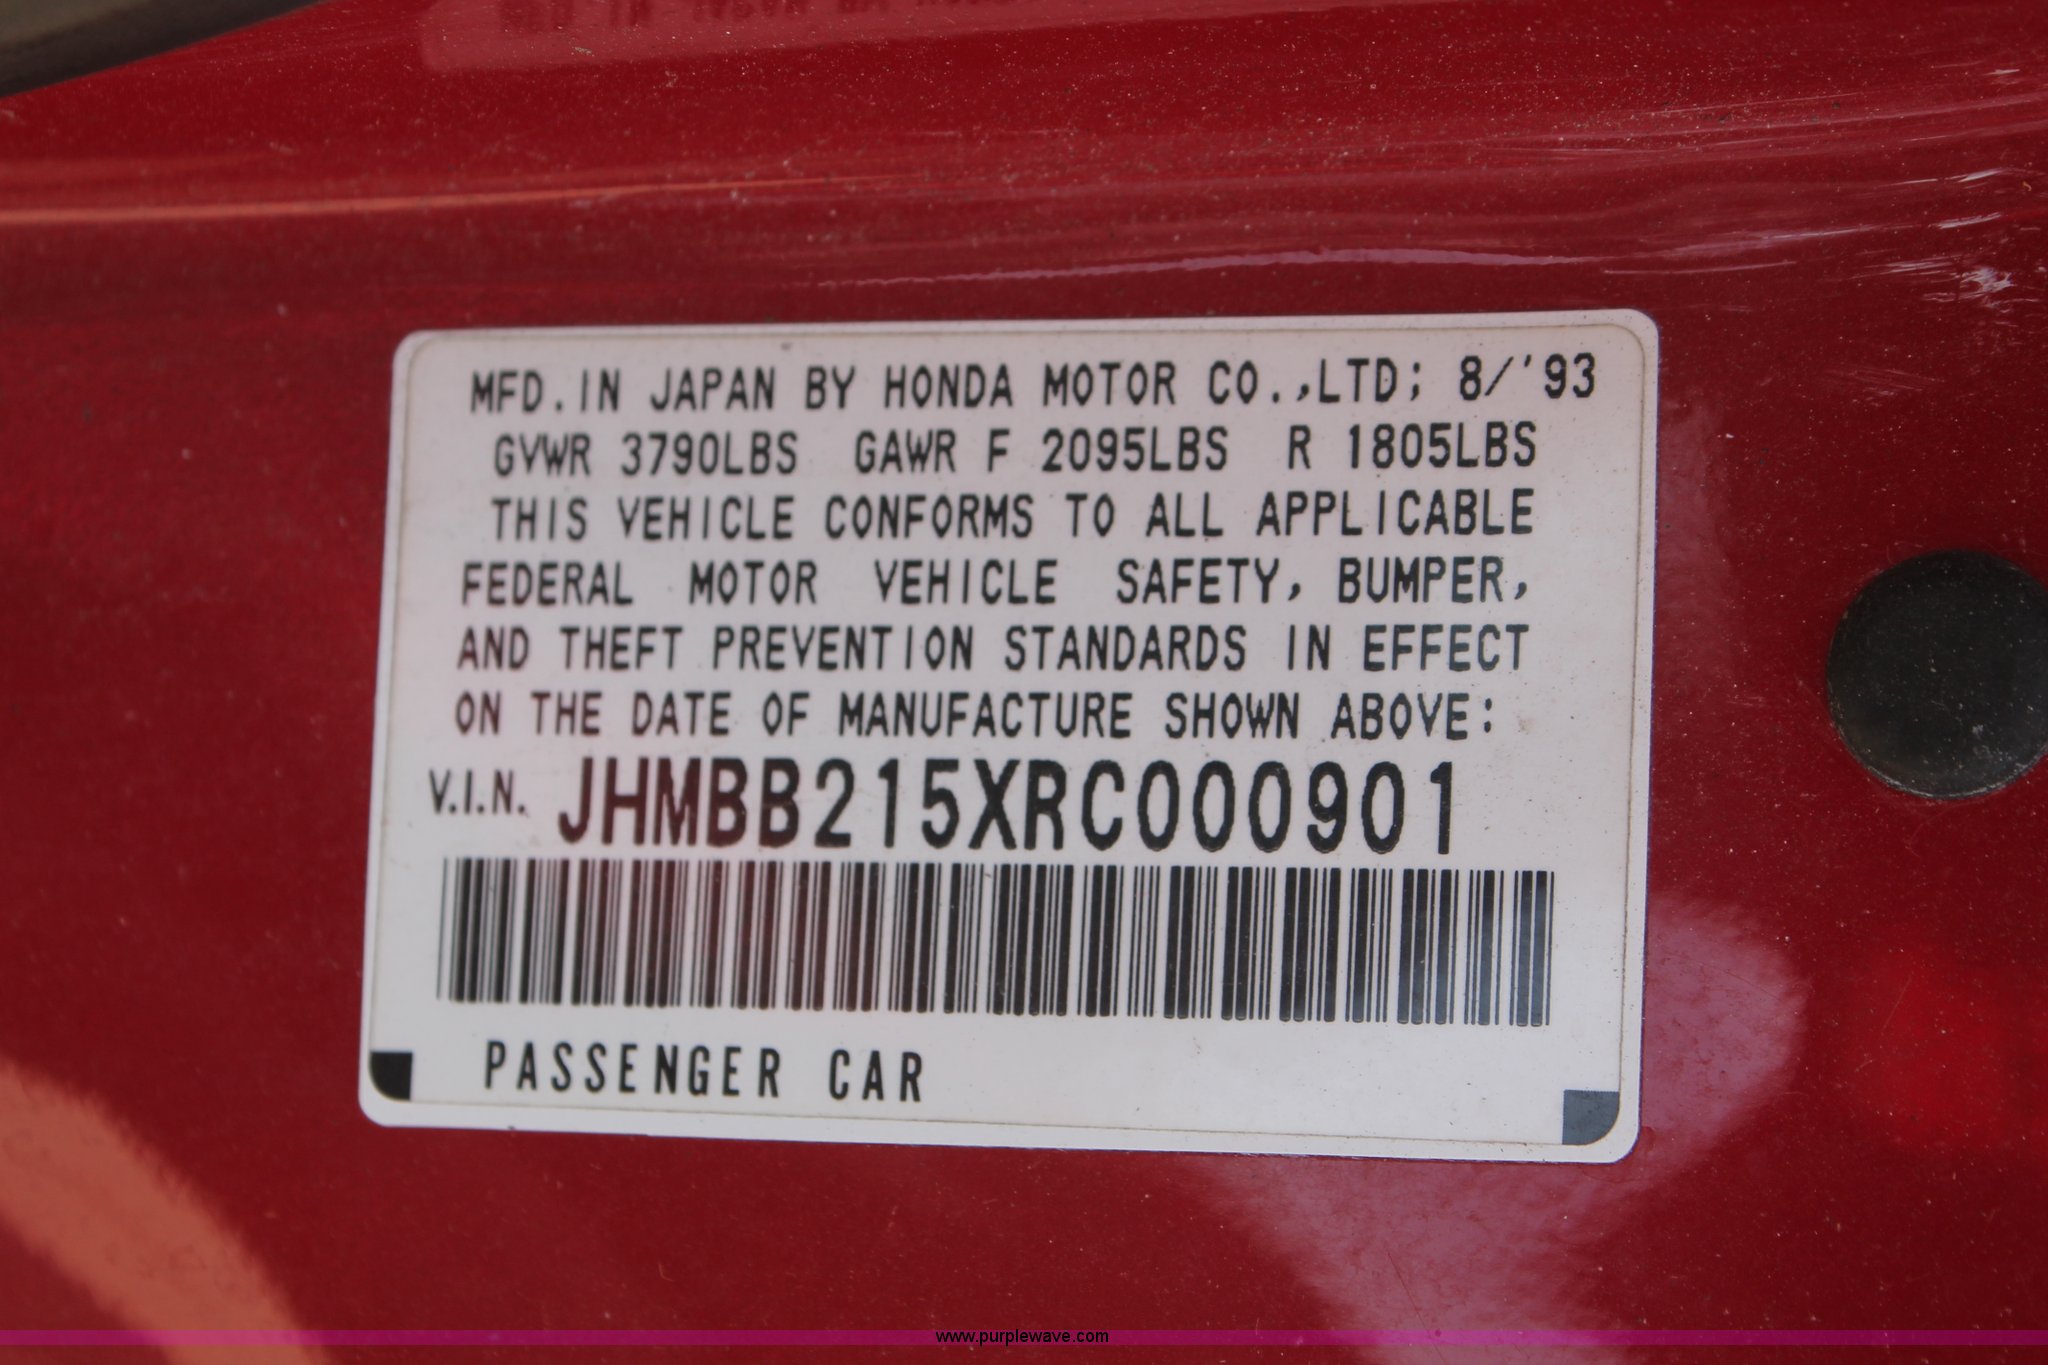 MFD. IN JAPAN BY HONDA MOTOR CO.,LTD; 8/'93
GVWR 3790LBS GAWR F 2095LBS R 1805LBS
THIS VEHICLE CONFORMS TO ALL APPLICABLE
FEDERAL MOTOR VEHICLE SAFETY, BUMPER,
AND THEFT PREVENTION STANDARDS IN EFFECT
ON THE DATE OF MANUFACTURE SHOWN ABOVE:
V.I.N. JHMBB215XRC000901
PASSENGER CAR
www.purplewave.com